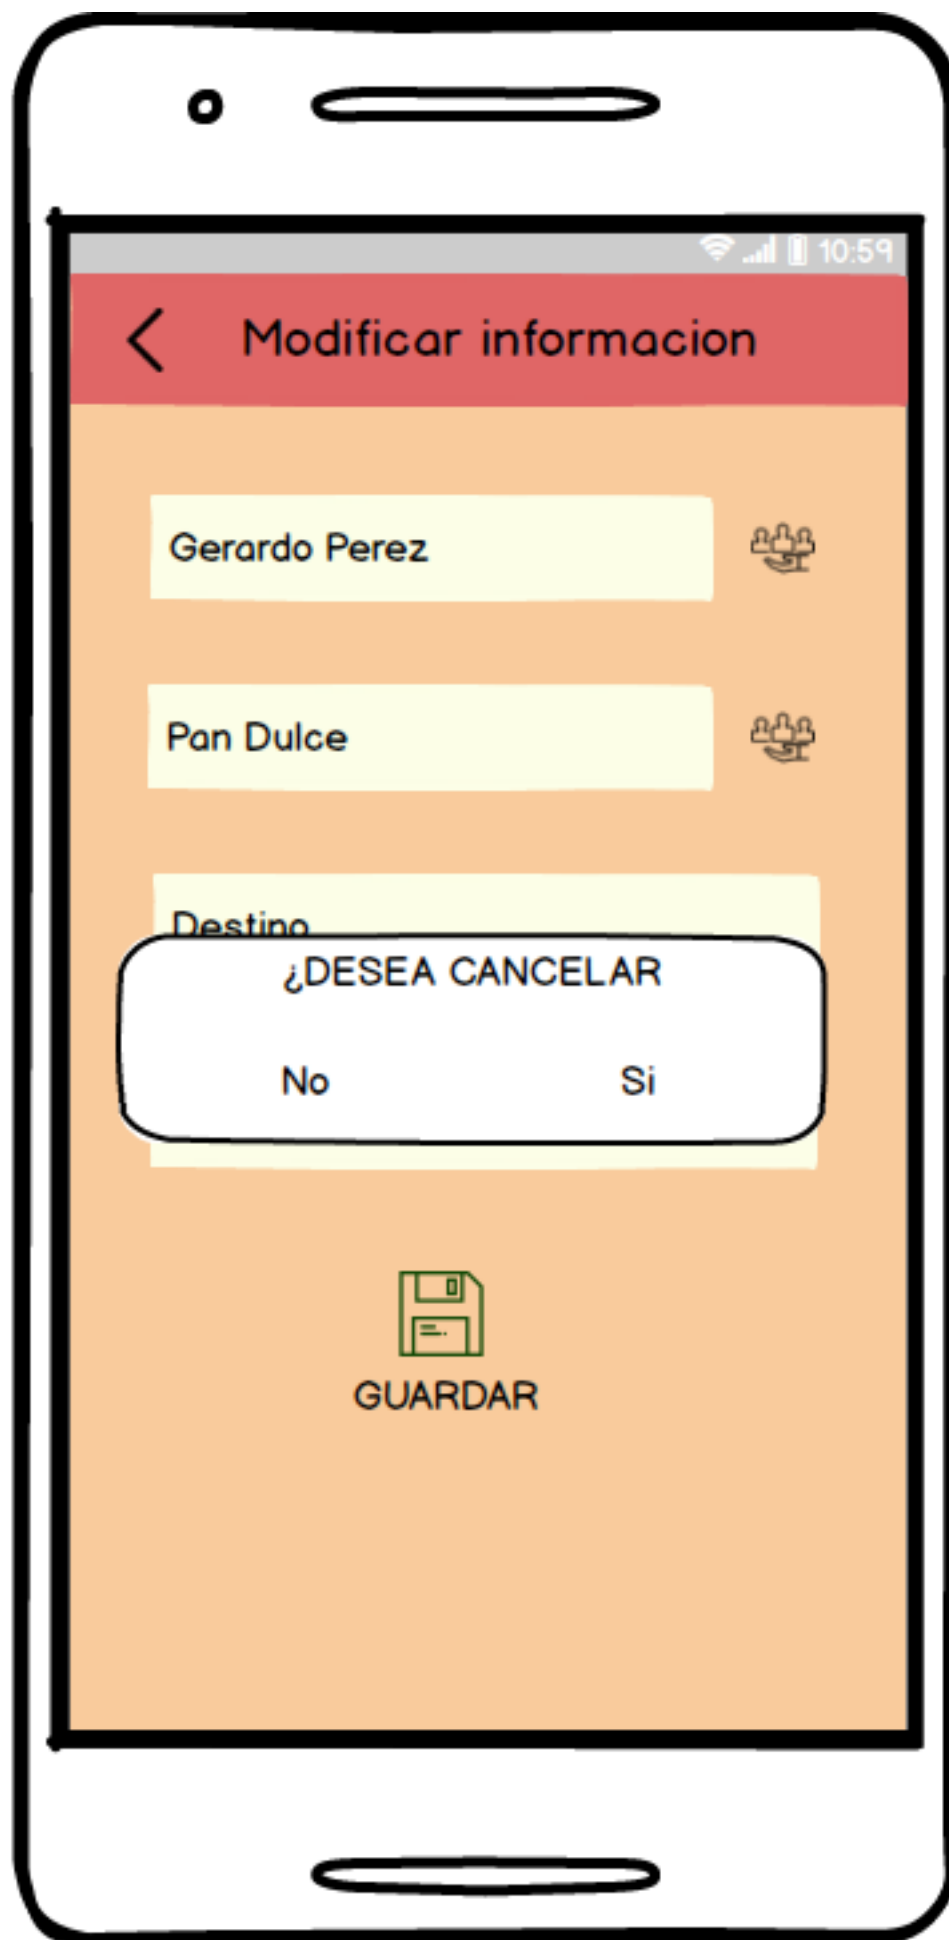 10:59
Modificar informacion
Gerardo Perez
Pan Dulce
Destino
¿DESEA CANCELAR
No Si
GUARDAR